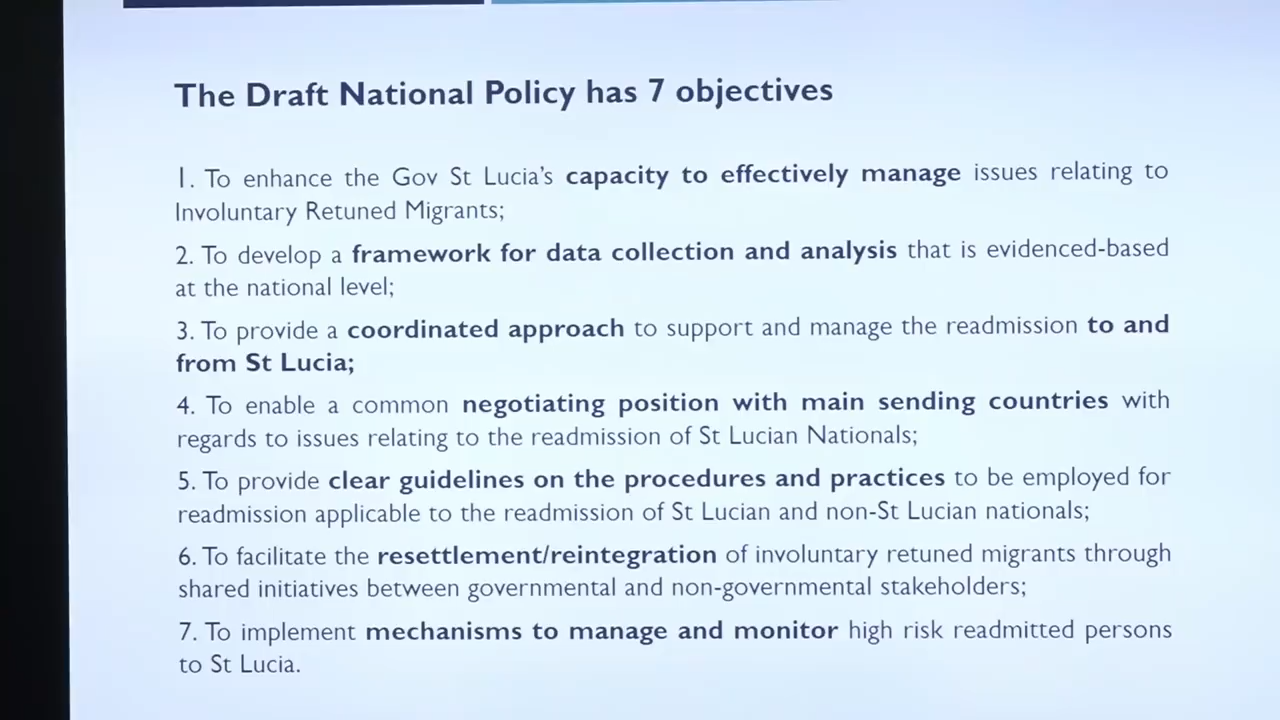 The Draft National Policy has 7 objectives
1. To enhance the Gov St Lucia's capacity to effectively manage issues relating to
Involuntary Retuned Migrants;
2. To develop a framework for data collection and analysis that is evidenced-based
at the national level;
3. To provide a coordinated approach to support and manage the readmission to and
from St Lucia;
4. To enable a common negotiating position with main sending countries with
regards to issues relating to the readmission of St Lucian Nationals;
5. To provide clear guidelines on the procedures and practices to be employed for
readmission applicable to the readmission of St Lucian and non-St Lucian nationals;
6. To facilitate the resettlement/reintegration of involuntary retuned migrants through
shared initiatives between governmental and non-governmental stakeholders;
7. To implement mechanisms to manage and monitor high risk readmitted persons
to St Lucia.